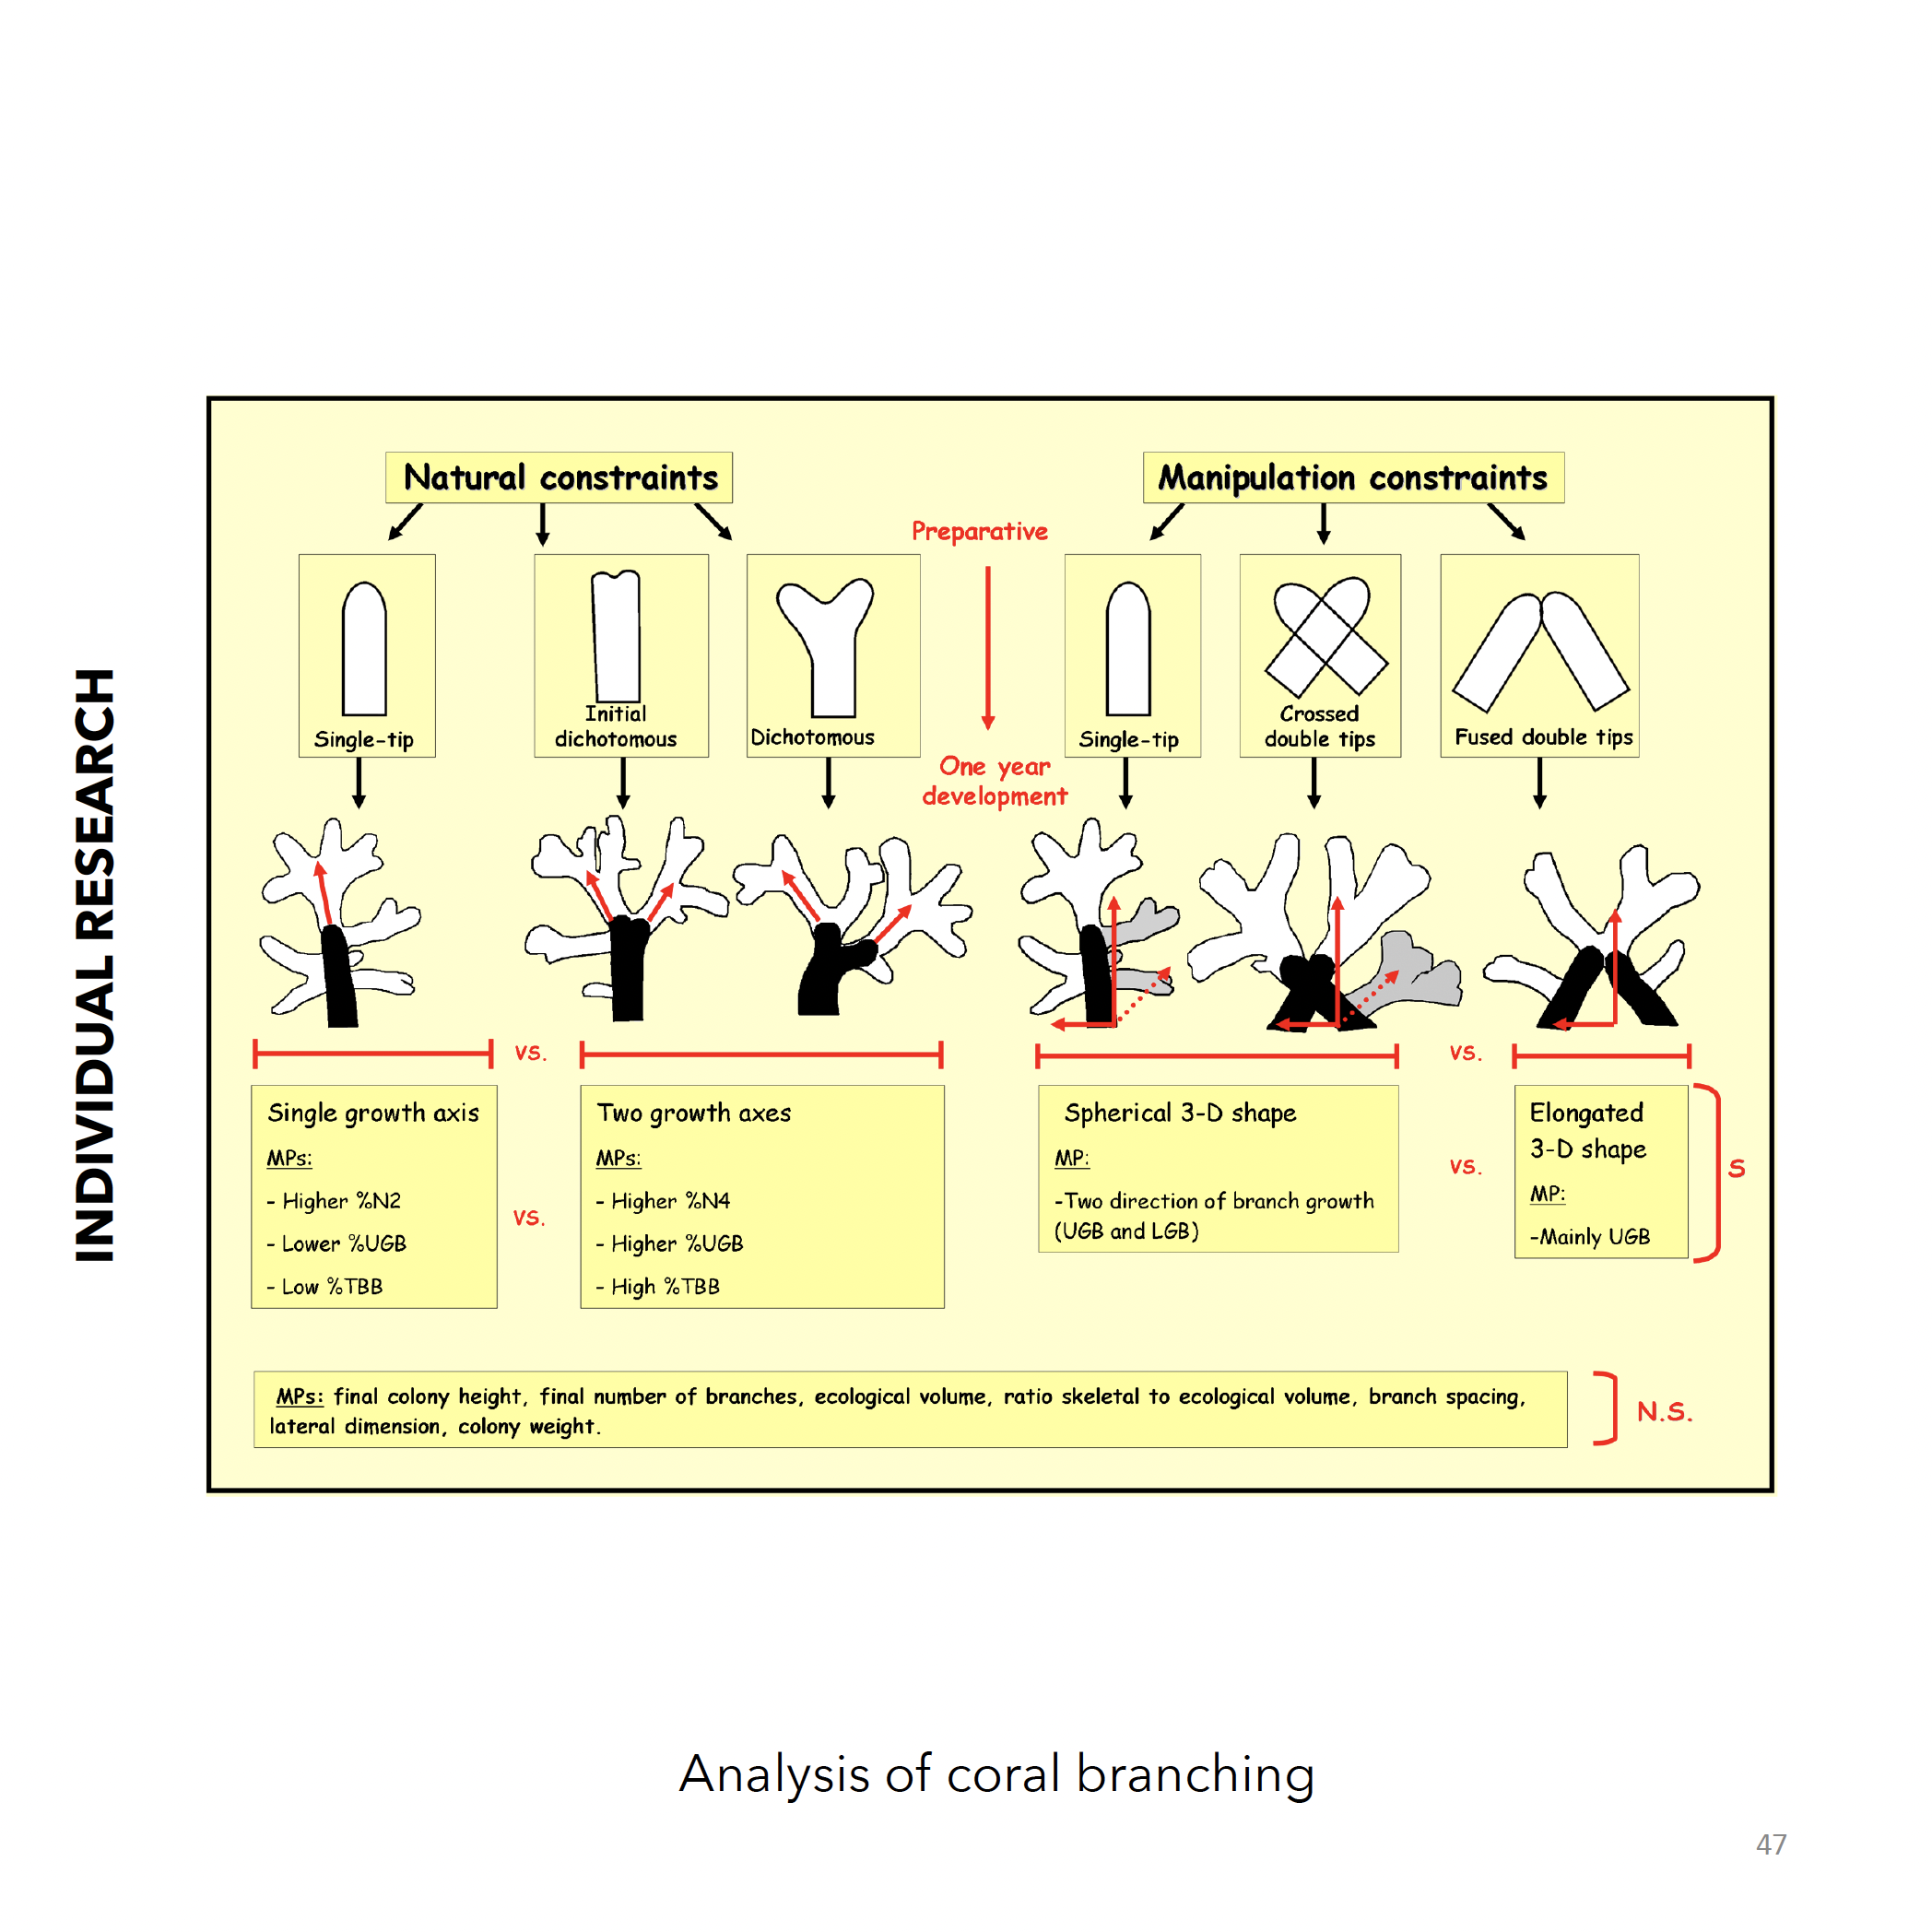 INDIVIDUAL RESEARCH
Natural constraints
Manipulation constraints
Preparative
Single-tip
Initial
dichotomous
Dichotomous
Single-tip
Crossed
double tips
Fused double tips
One year
development
vs.
vs.
Single growth axis
MPs:
- Higher %N2
- Lower %UGB
- Low %TBB
vs.
Two growth axes
MPs:
- Higher %N4
- Higher %UGB
- High %TBB
Spherical 3-D shape
MP:
-Two direction of branch growth
(UGB and LGB)
vs.
Elongated
3-D shape
MP:
-Mainly UGB
S
MPs: final colony height, final number of branches, ecological volume, ratio skeletal to ecological volume, branch spacing,
lateral dimension, colony weight.
N.S.
Analysis of coral branching
47